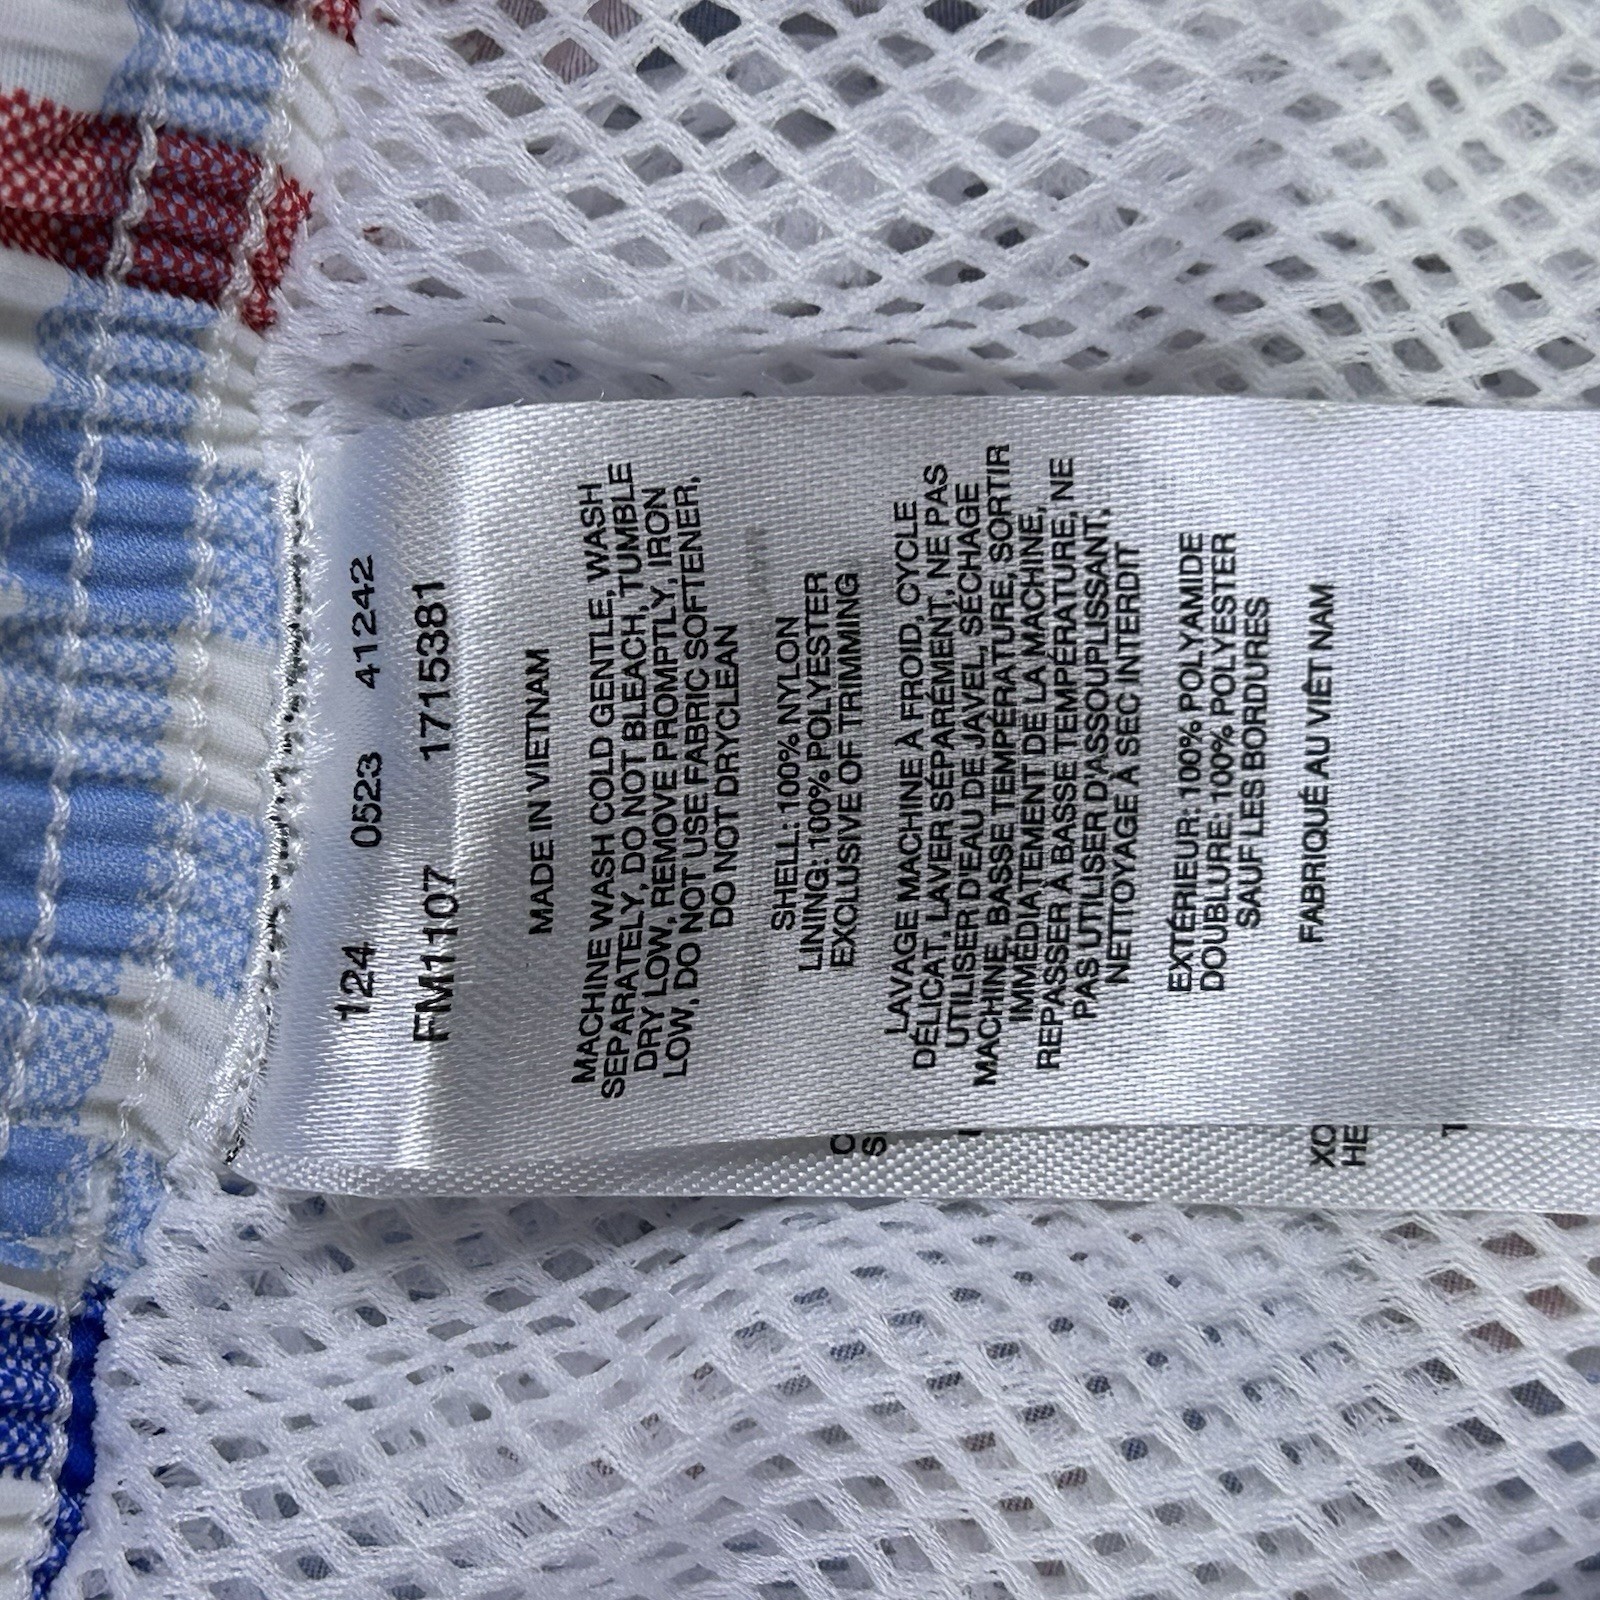 124 0523 41242
FM1107 1715381
MADE IN VIETNAM
MACHINE WASH COLD GENTLE, WASH
SEPARATELY, DO NOT BLEACH, TUMBLE
DRY LOW, REMOVE PROMPTLY, IRON
LOW, DO NOT USE FABRIC SOFTENER,
DO NOT DRYCLEAN
SHELL: 100% NYLON
LINING: 100% POLYESTER
EXCLUSIVE OF TRIMMING
LAVAGE MACHINE À FROID, CYCLE
DÉLICAT, LAVER SÉPARÉMENT, NE PAS
UTILISER D'EAU DE JAVEL, SÉCHAGE
MACHINE, BASSE TEMPÉRATURE, SORTIR
IMMÉDIATEMENT DE LA MACHINE,
REPASSER À BASSE TEMPÉRATURE, NE
PAS UTILISER D'ASSOUPLISSANT,
NETTOYAGE À SEC INTERDIT
EXTÉRIEUR: 100% POLYAMIDE
DOUBLURE: 100% POLYESTER
SAUF LES BORDURES
FABRIQUÉ AU VIÊT NAM
XO
HE